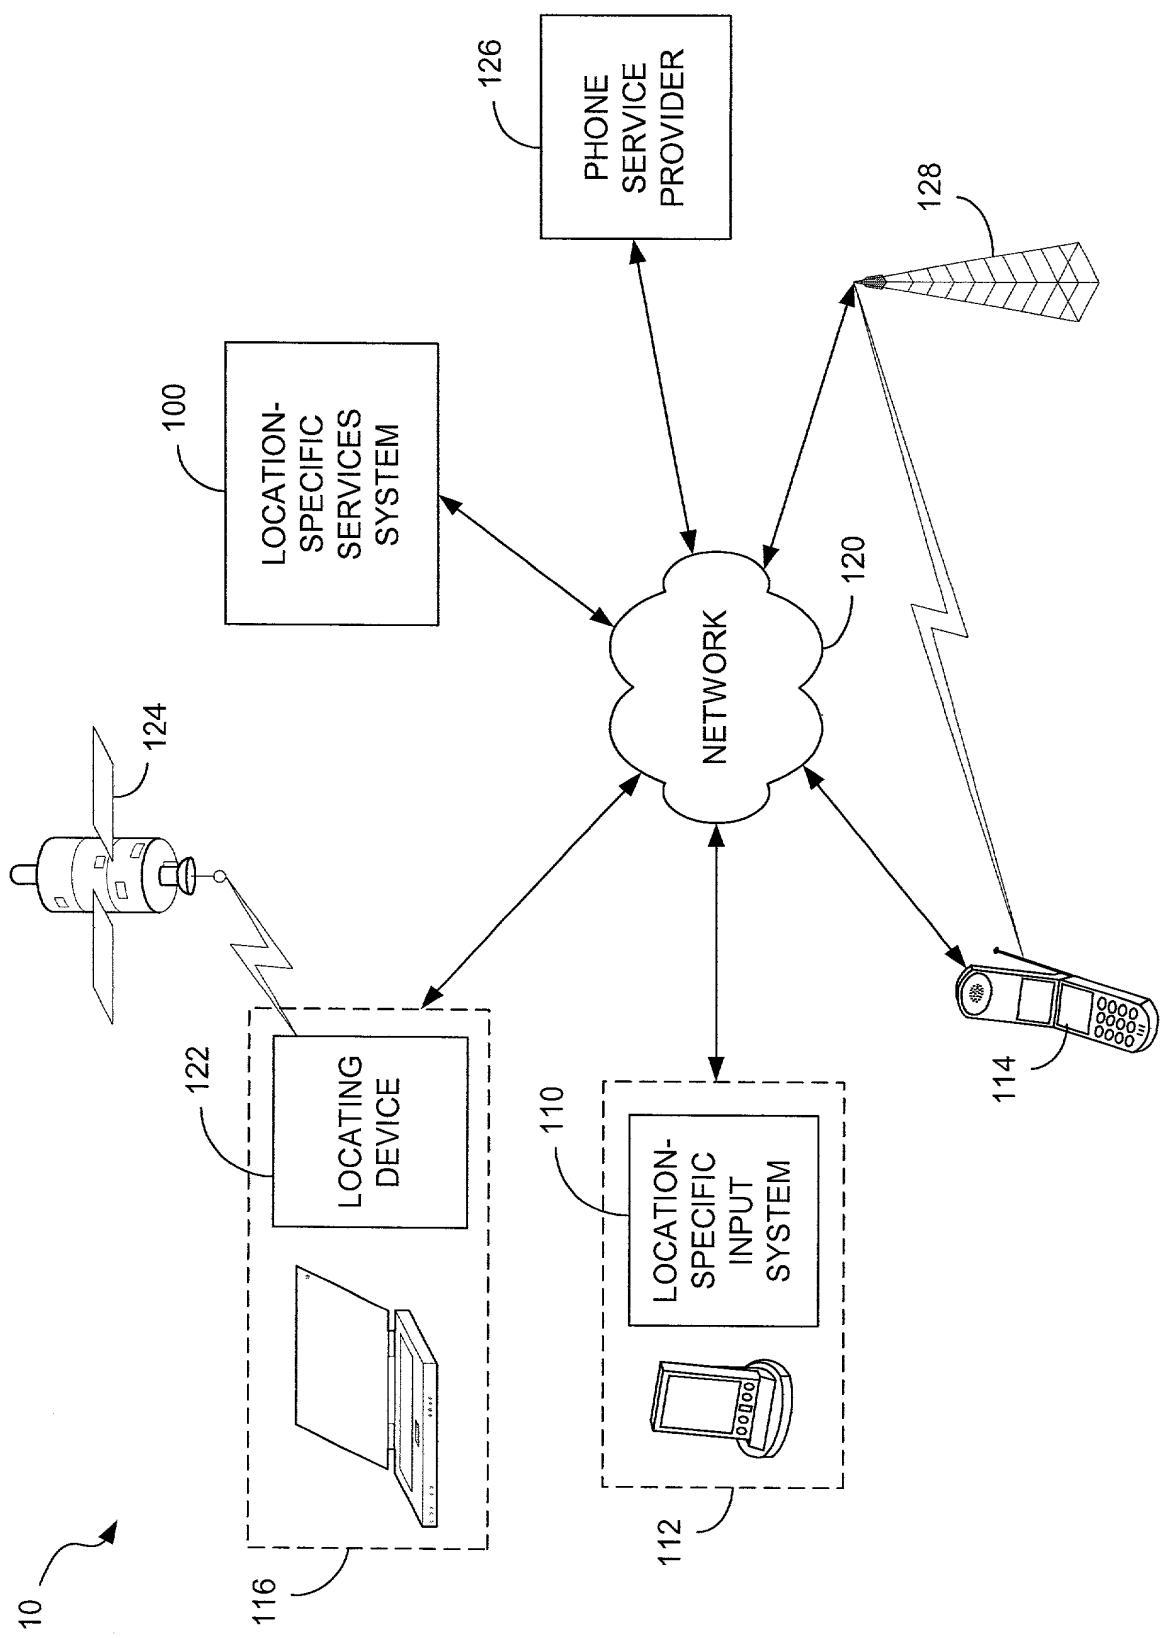 10
116
122
LOCATING
DEVICE
124
100
LOCATION-
SPECIFIC
SERVICES
SYSTEM
126
PHONE
SERVICE
PROVIDER
112
110
LOCATION-
SPECIFIC
INPUT
SYSTEM
NETWORK
120
114
128